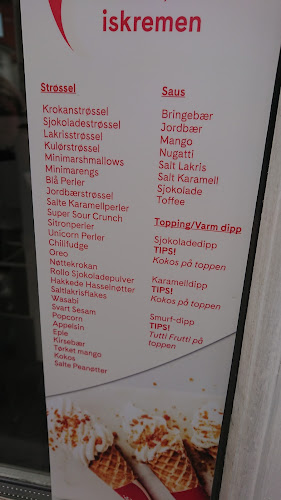 iskremen
Strøssel
Krokanstrøssel
Sjokoladestrøssel
Lakrisstrøssel
Kulørstrøssel
Minimarshmallows
Minimarengs
Blå Perler
Jordbærstrøssel
Salte Karamellperler
Super Sour Crunch
Sitronperler
Unicorn Perler
Chilifudge
Oreo
Nøttekrokan
Rollo Sjokoladepulver
Hakkede Hasselnøtter
Saltlakrisflakes
Wasabi
Svart Sesam
Popcorn
Appelsin
Eple
Kirsebær
Tørket mango
Kokos
Salte Peanøtter
Saus
Bringebær
Jordbær
Mango
Nugatti
Salt Lakris
Salt Karamell
Sjokolade
Toffee
Topping/Varm dipp
Sjokoladedipp
TIPS!
Kokos på toppen
Karamelldipp
TIPS!
Kokos på toppen
Smurf-dipp
TIPS!
Tutti Frutti på
toppen